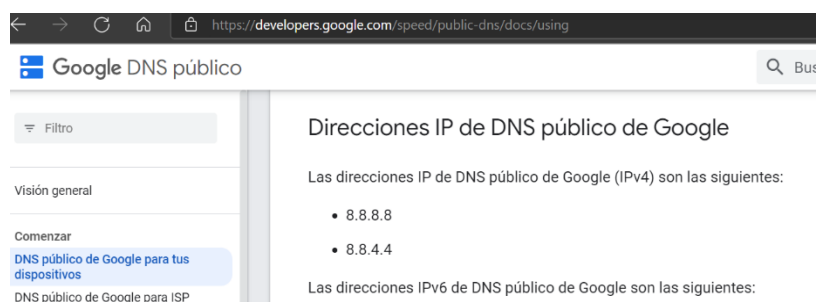 https://developers.google.com/speed/public-dns/docs/using
Google DNS público
Bus
Filtro
Visión general
Comenzar
DNS público de Google para tus
dispositivos
DNS público de Google para ISP
Direcciones IP de DNS público de Google
Las direcciones IP de DNS público de Google (IPv4) son las siguientes:
• 8.8.8.8
• 8.8.4.4
Las direcciones IPv6 de DNS público de Google son las siguientes: